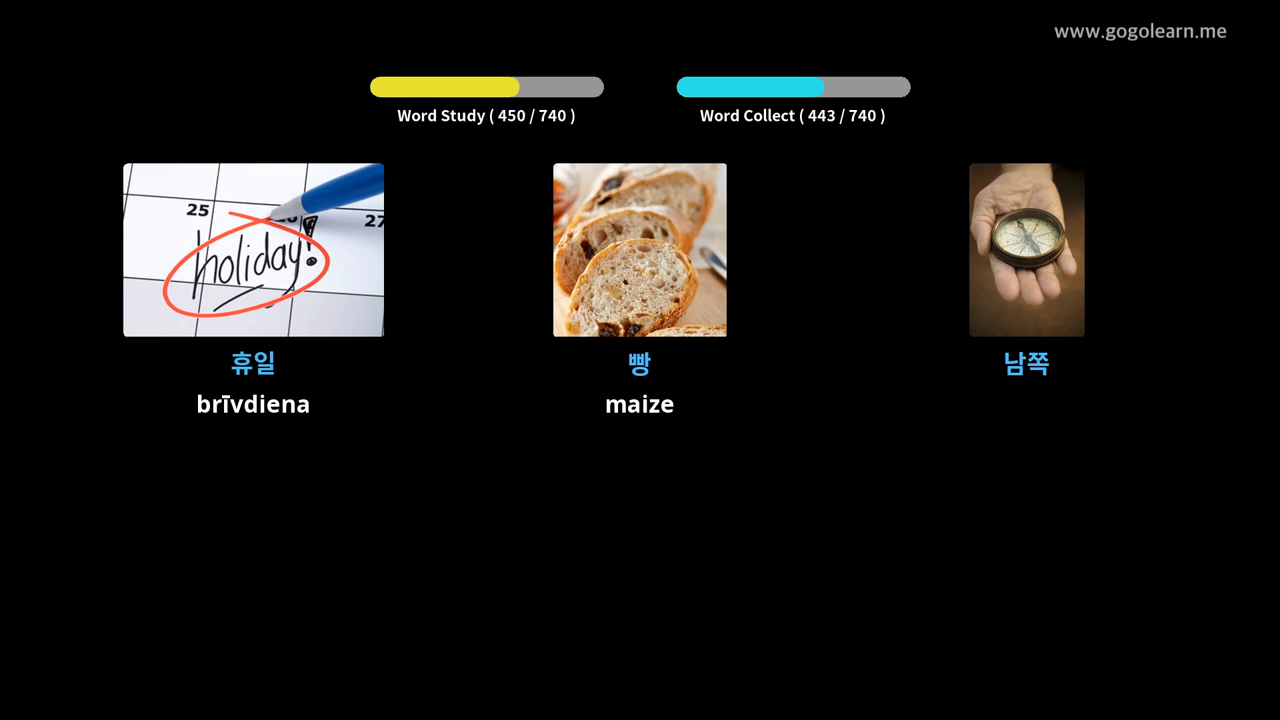 www.gogolearn.me
Word Study ( 450 / 740 )
Word Collect ( 443 / 740 )
25
27
holiday!
휴일
빵
남쪽
brīvdiena
maize